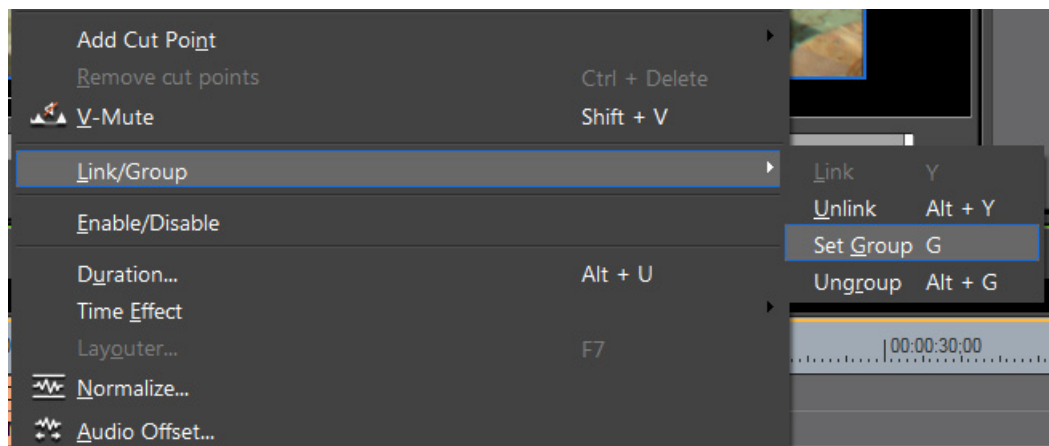 Add Cut Point
Remove cut points Ctrl + Delete
V-Mute Shift + V
Link/Group
Enable/Disable
Duration... Alt + U
Time Effect
Layouter... F7
Normalize...
Audio Offset...
Link Y
Unlink Alt + Y
Set Group G
Ungroup Alt + G
00:00:30;00